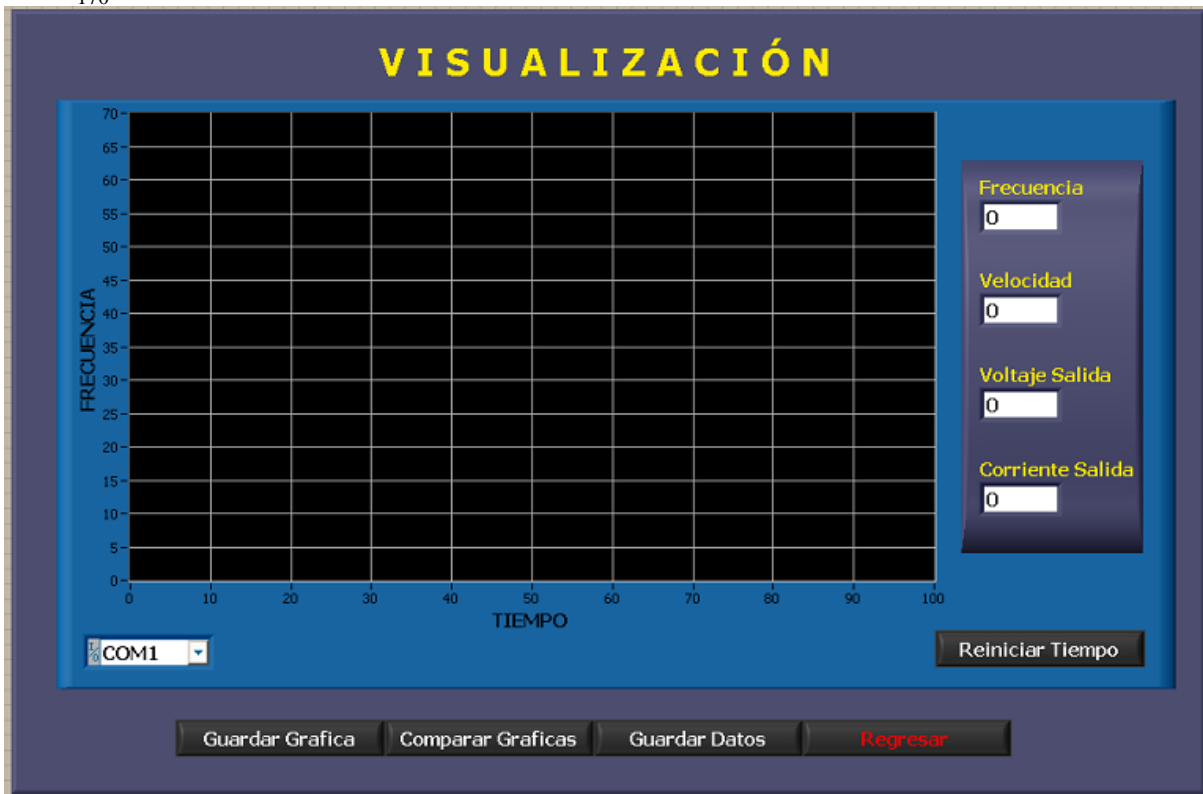 170
VISUALIZACIÓN
70
65
60
55
50
45
40
35
30
25
20
15
10
5
0
FRECUENCIA
0 10 20 30 40 50 60 70 80 90 100
TIEMPO
Frecuencia
0
Velocidad
0
Voltaje Salida
0
Corriente Salida
0
I/O COM1
Reiniciar Tiempo
Guardar Grafica Comparar Graficas Guardar Datos Regresar